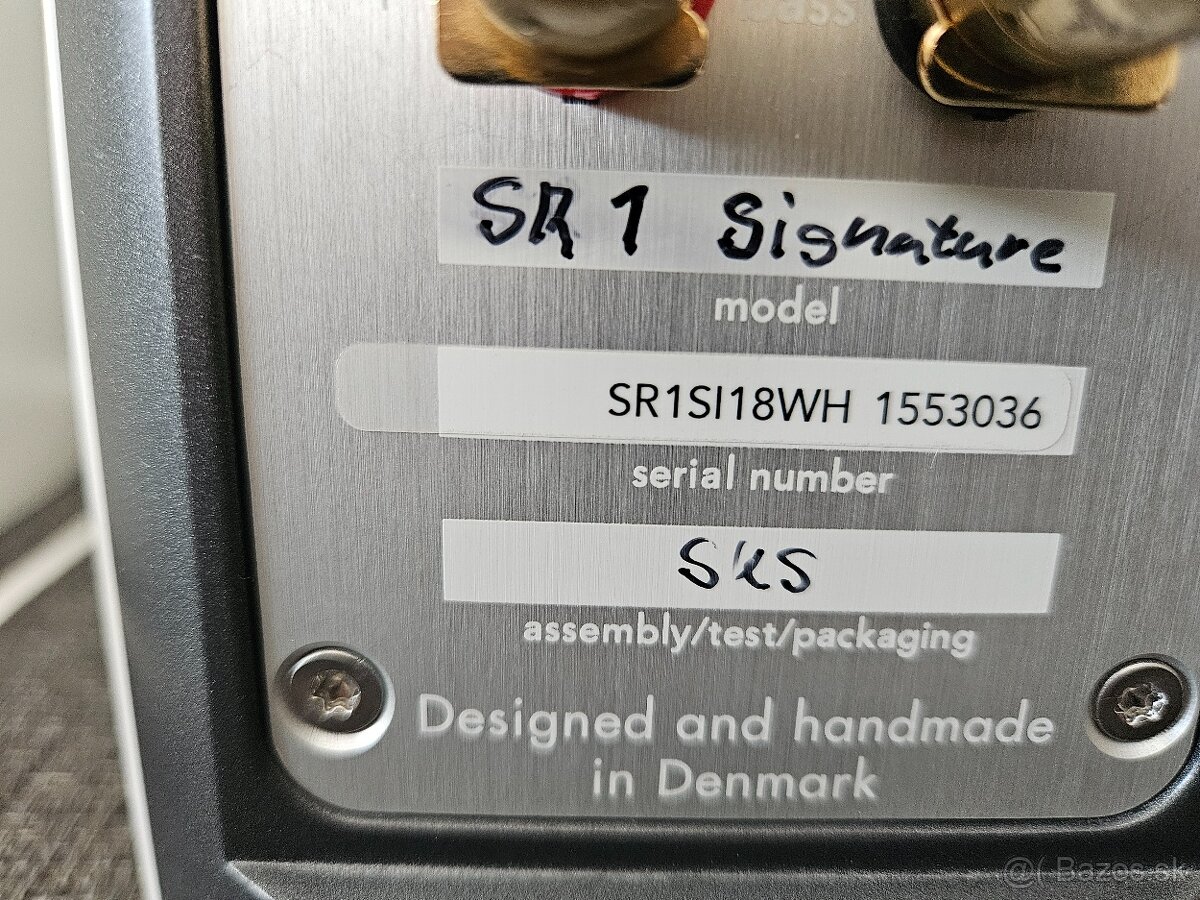 bass
SR 1 Signature
model
SR1SI18WH 1553036
serial number
SKS
assembly/test/packaging
Designed and handmade
in Denmark
@( Bazos.sk